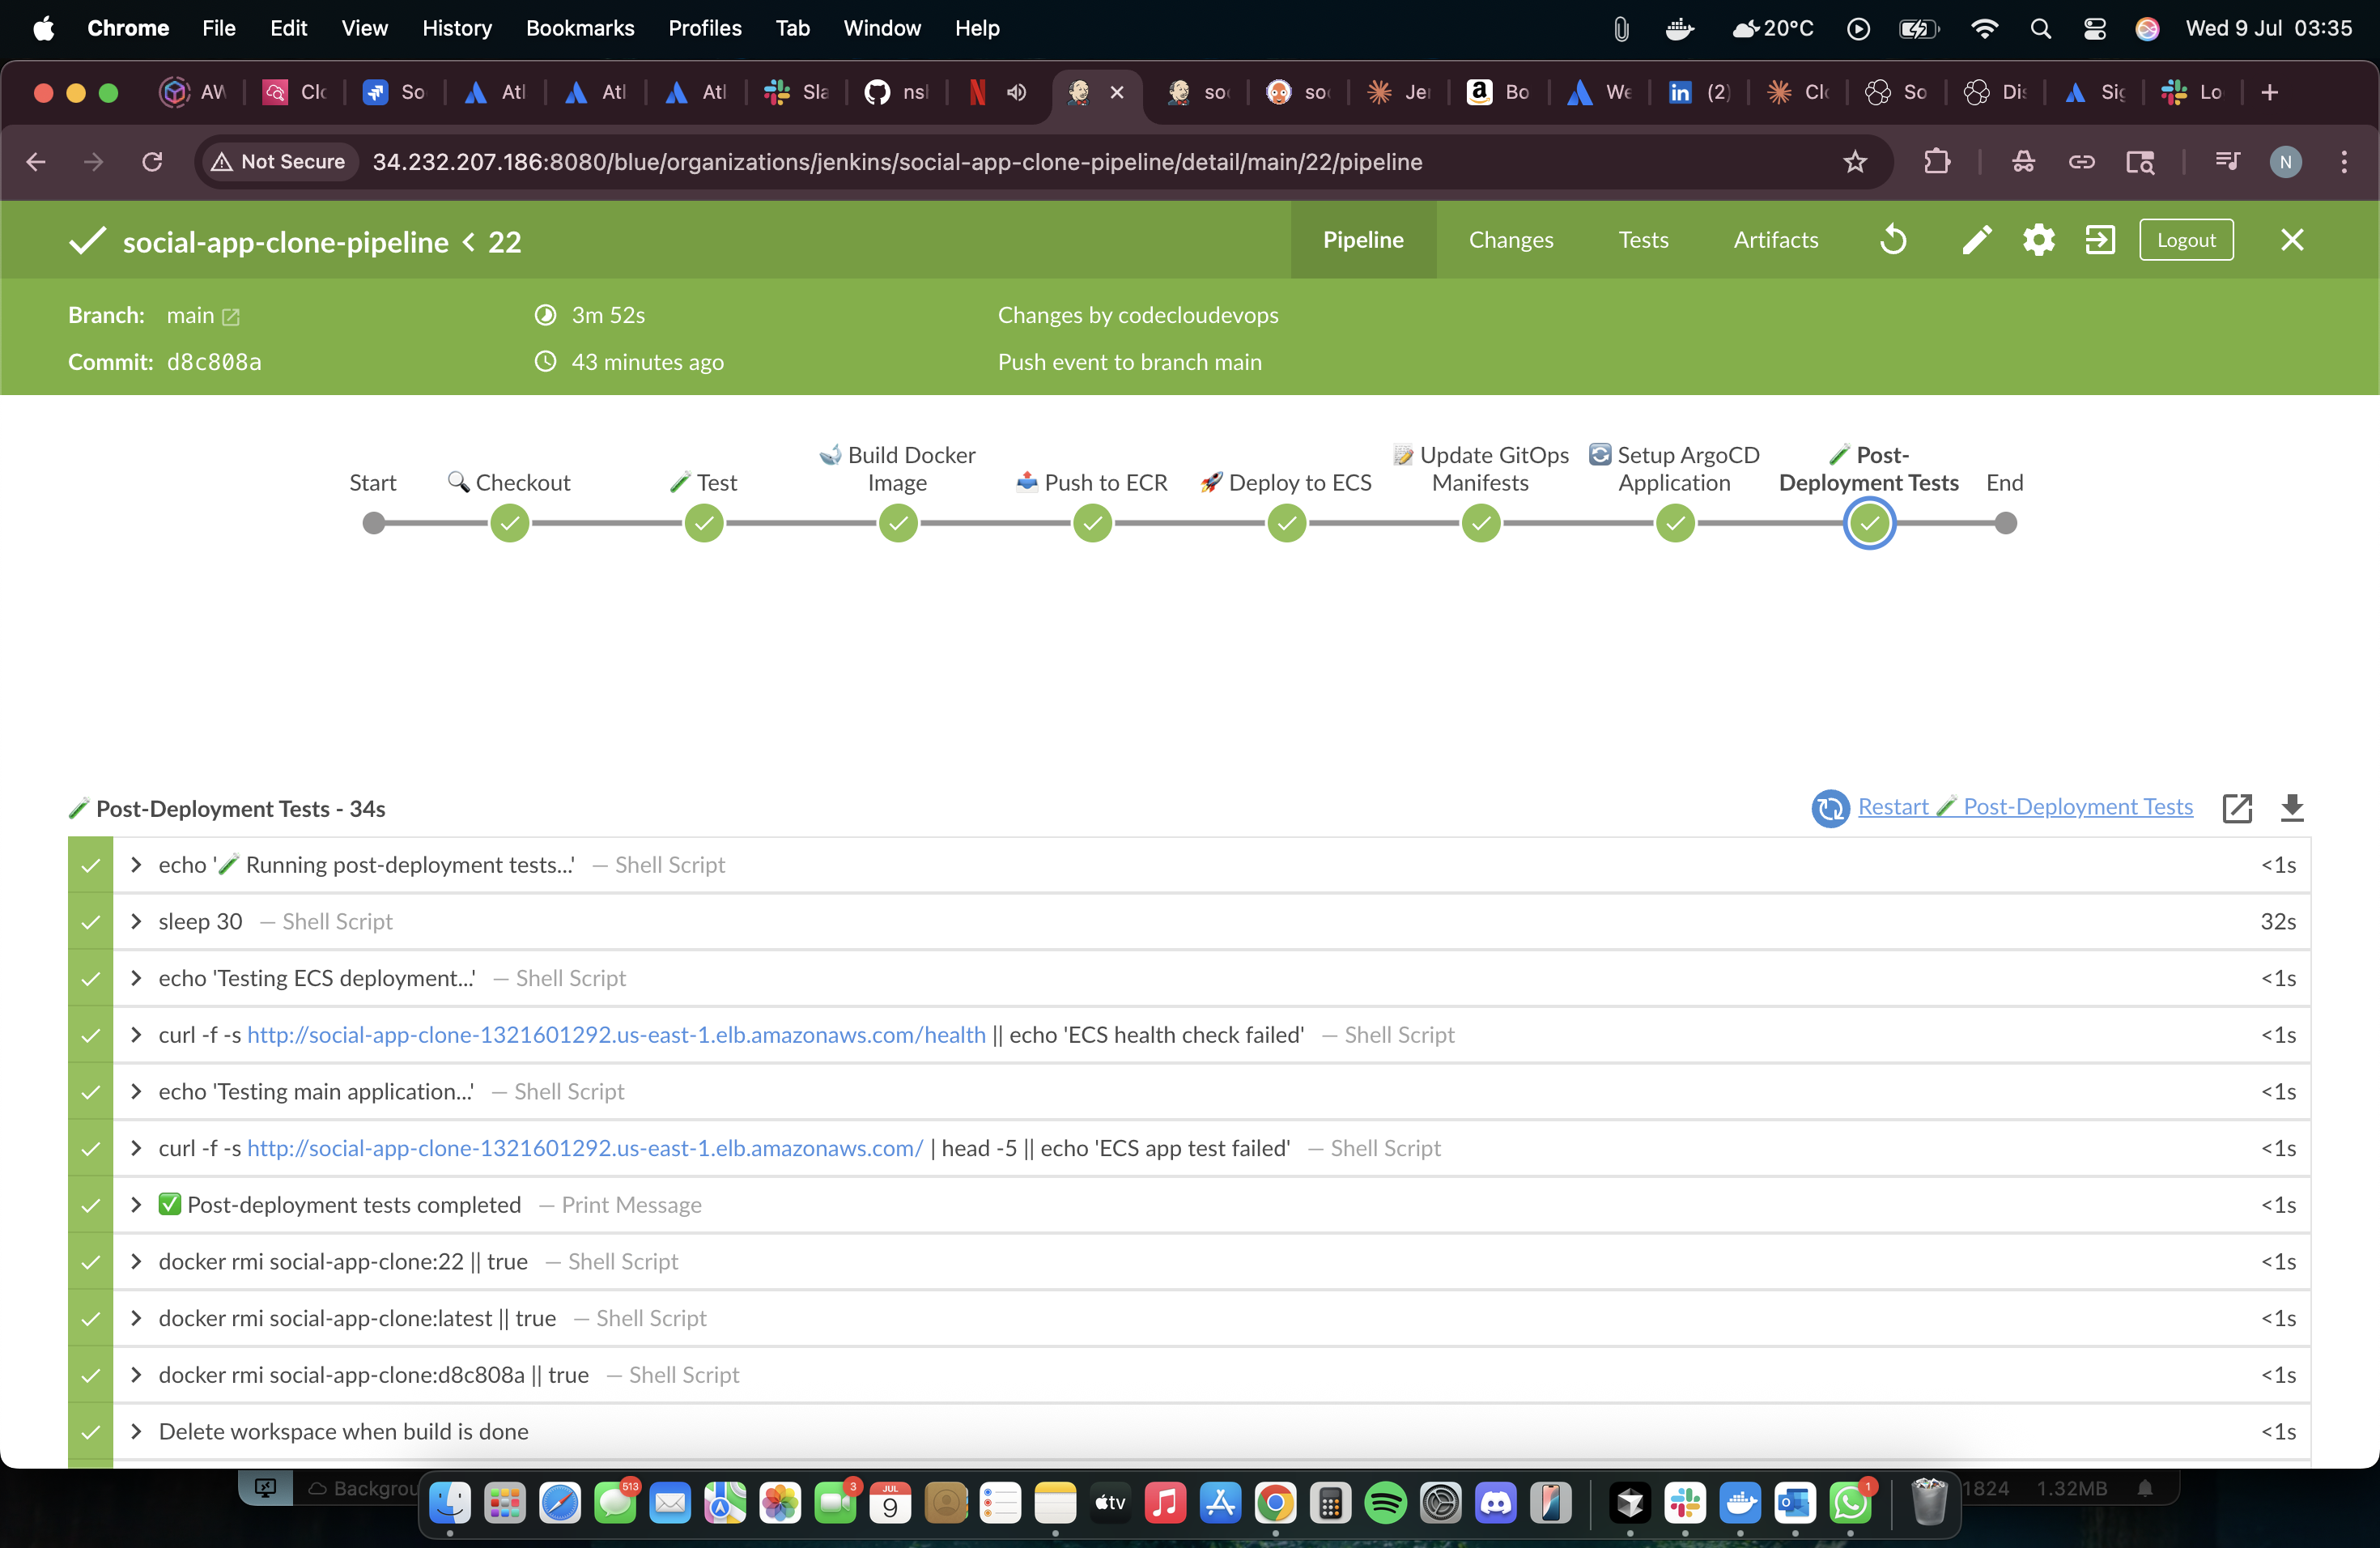 Chrome File Edit View History Bookmarks Profiles Tab Window Help 20°C Wed 9 Jul 03:35
AW Clo So Atl Atl Atl Sla nsl soc soc Jer Bo We (2) Clo So Dis Sig Lo
Not Secure 34.232.207.186:8080/blue/organizations/jenkins/social-app-clone-pipeline/detail/main/22/pipeline N
social-app-clone-pipeline < 22 Pipeline Changes Tests Artifacts Logout
Branch: main 3m 52s Changes by codecloudevops
Commit: d8c808a 43 minutes ago Push event to branch main
Start Checkout Test Build Docker Image Push to ECR Deploy to ECS Update GitOps Manifests Setup ArgoCD Application Post-Deployment Tests End
Post-Deployment Tests - 34s Restart Post-Deployment Tests
echo '🧪 Running post-deployment tests...' — Shell Script <1s
sleep 30 — Shell Script 32s
echo 'Testing ECS deployment...' — Shell Script <1s
curl -f -s http://social-app-clone-1321601292.us-east-1.elb.amazonaws.com/health || echo 'ECS health check failed' — Shell Script <1s
echo 'Testing main application...' — Shell Script <1s
curl -f -s http://social-app-clone-1321601292.us-east-1.elb.amazonaws.com/ | head -5 || echo 'ECS app test failed' — Shell Script <1s
✅ Post-deployment tests completed — Print Message <1s
docker rmi social-app-clone:22 || true — Shell Script <1s
docker rmi social-app-clone:latest || true — Shell Script <1s
docker rmi social-app-clone:d8c808a || true — Shell Script <1s
Delete workspace when build is done <1s
Backgrou 513 3 JUL 9 tv 1 1824 1.32MB